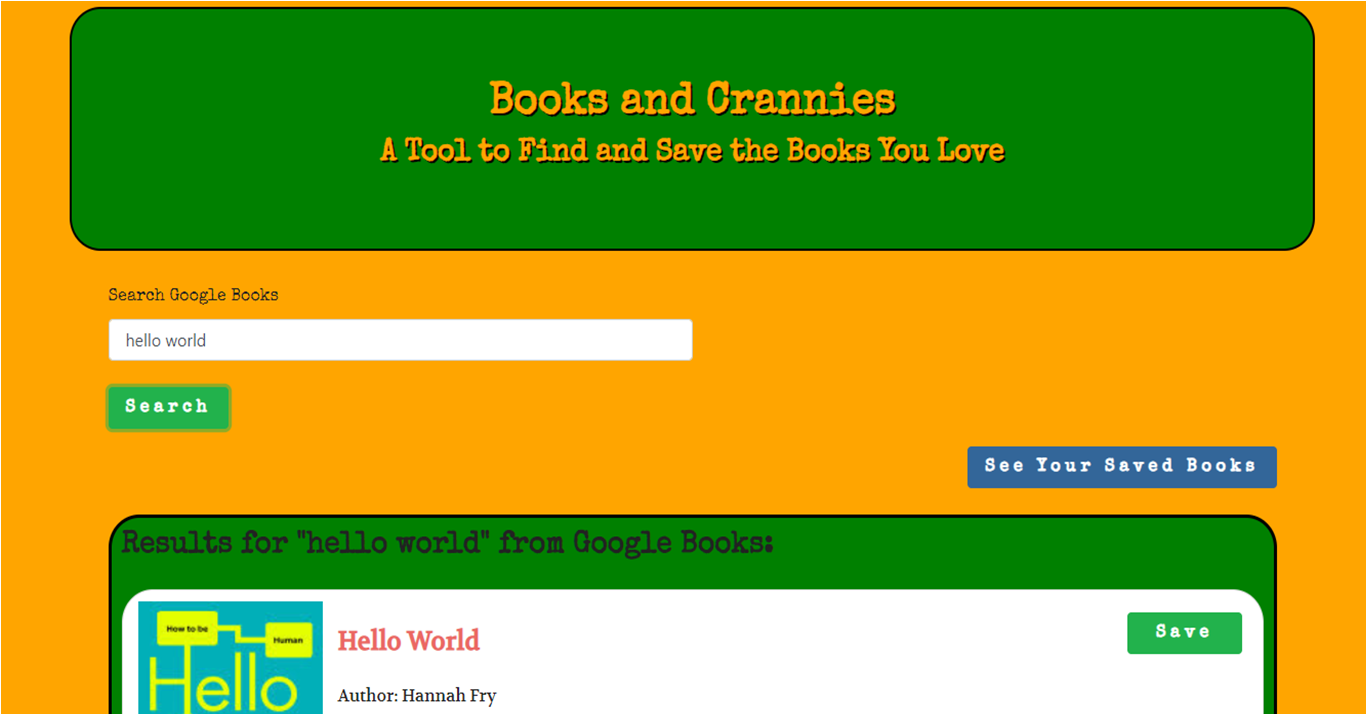 Books and Crannies
A Tool to Find and Save the Books You Love
Search Google Books
hello world
Search
See Your Saved Books
Results for "hello world" from Google Books:
How to be
Human
Hello
Hello World
Save
Author: Hannah Fry